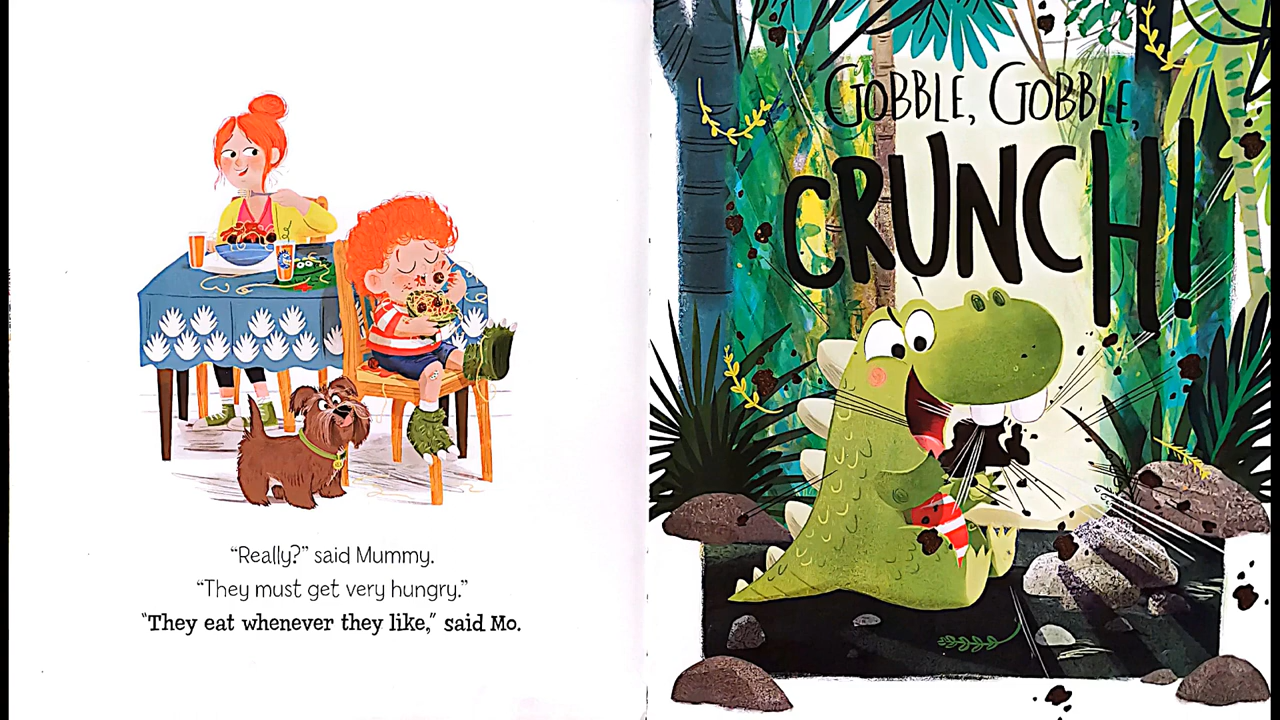 “Really?” said Mummy.
“They must get very hungry.”
“They eat whenever they like,” said Mo.
GOBBLE, GOBBLE,
CRUNCH!